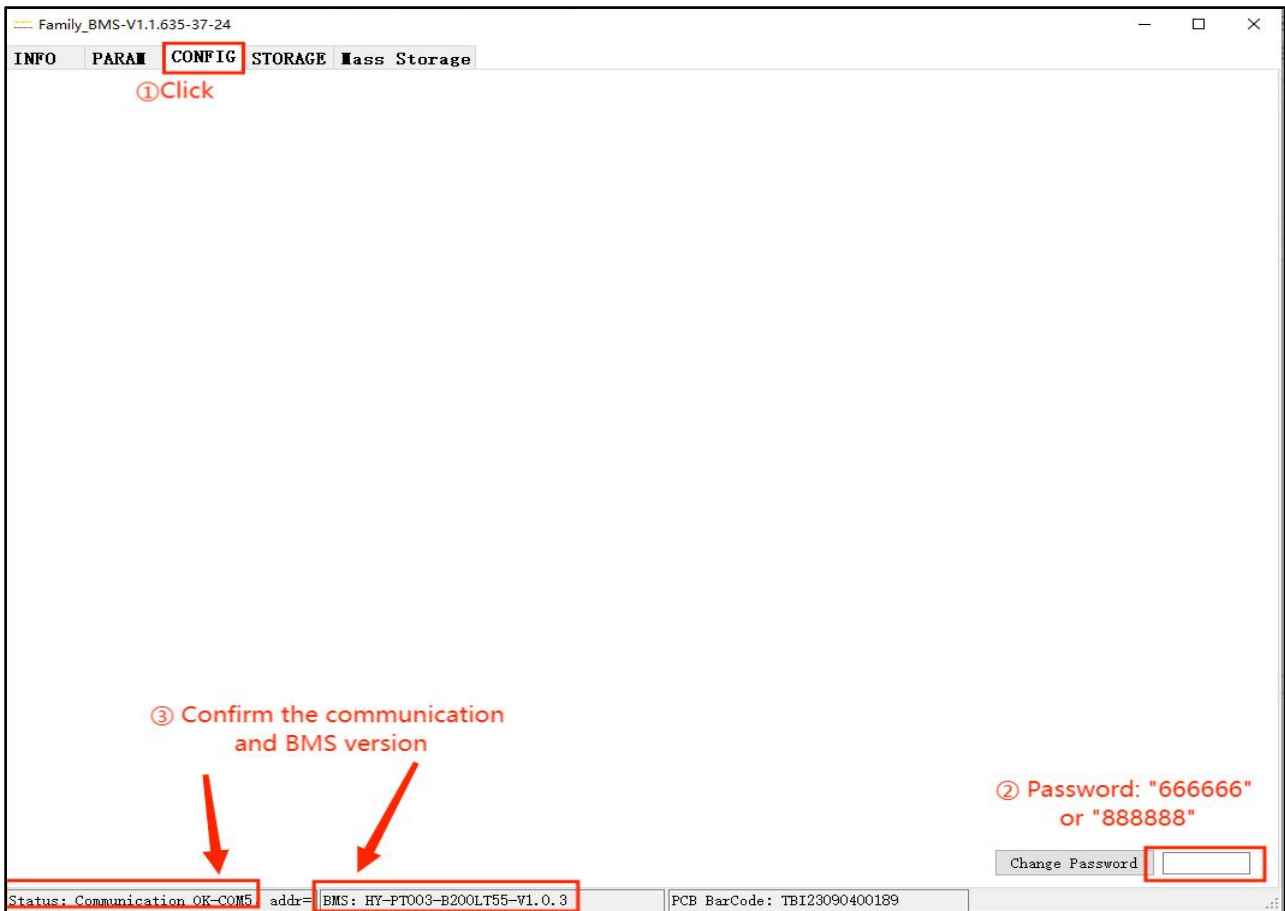 Family_BMS-V1.1.635-37-24
INFO PARAM CONFIG STORAGE Mass Storage
①Click
③ Confirm the communication
and BMS version
② Password: "666666"
or "888888"
Change Password
Status: Communication OK-COM5, addr= BMS: HY-PT003-B200LT55-V1.0.3 PCB BarCode: TBI23090400189